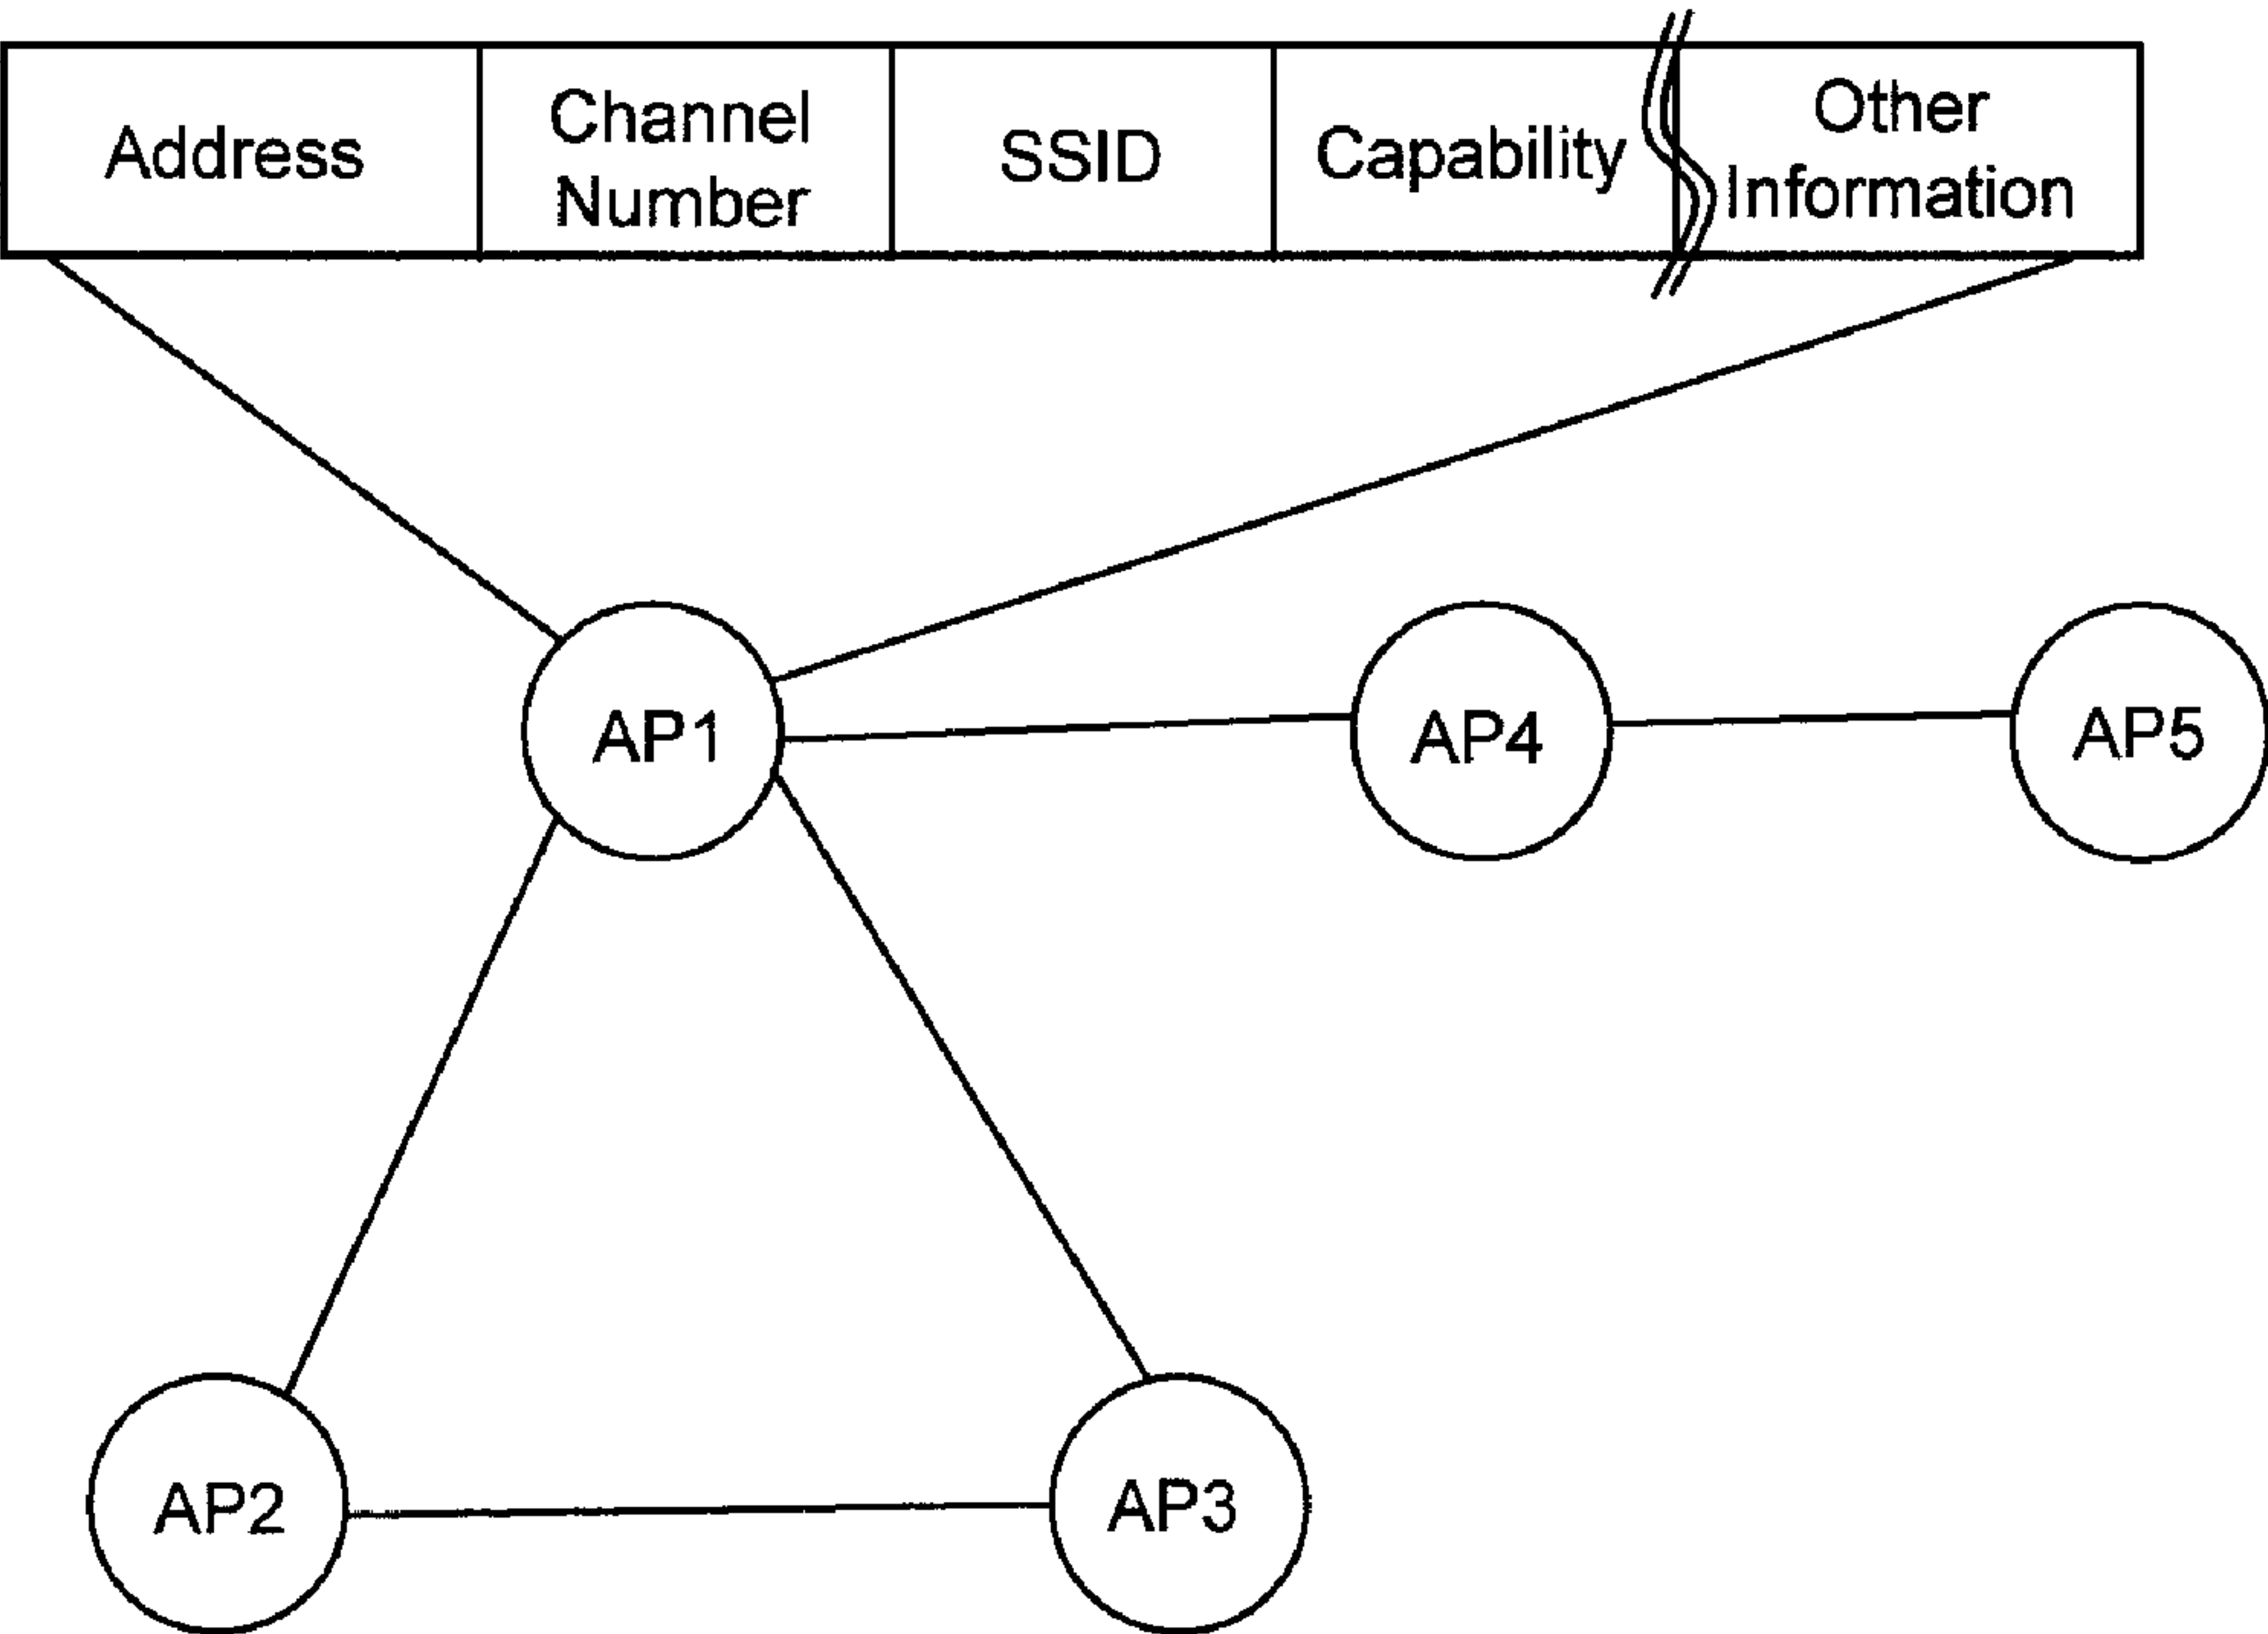 Address
Channel
Number
SSID
Capability
Other
Information
AP1
AP4
AP5
AP2
AP3